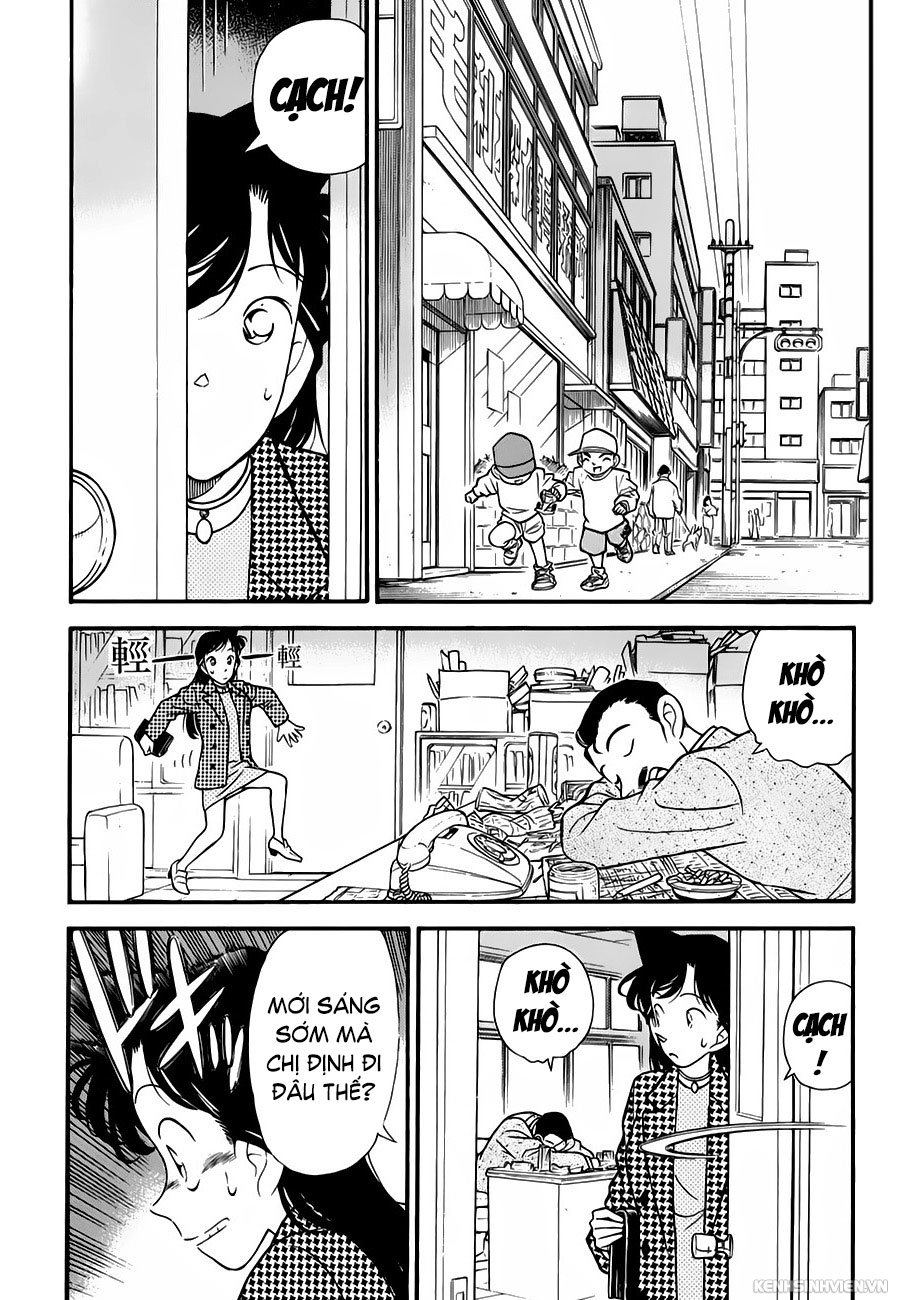 CẠCH!
輕
輕
KHÒ
KHÒ...
KHÒ
KHÒ...
CẠCH
!
MỚI SÁNG
SỚM MÀ
CHỊ ĐỊNH ĐI
ĐÂU THẾ?
KENHSINHVIEN.VN